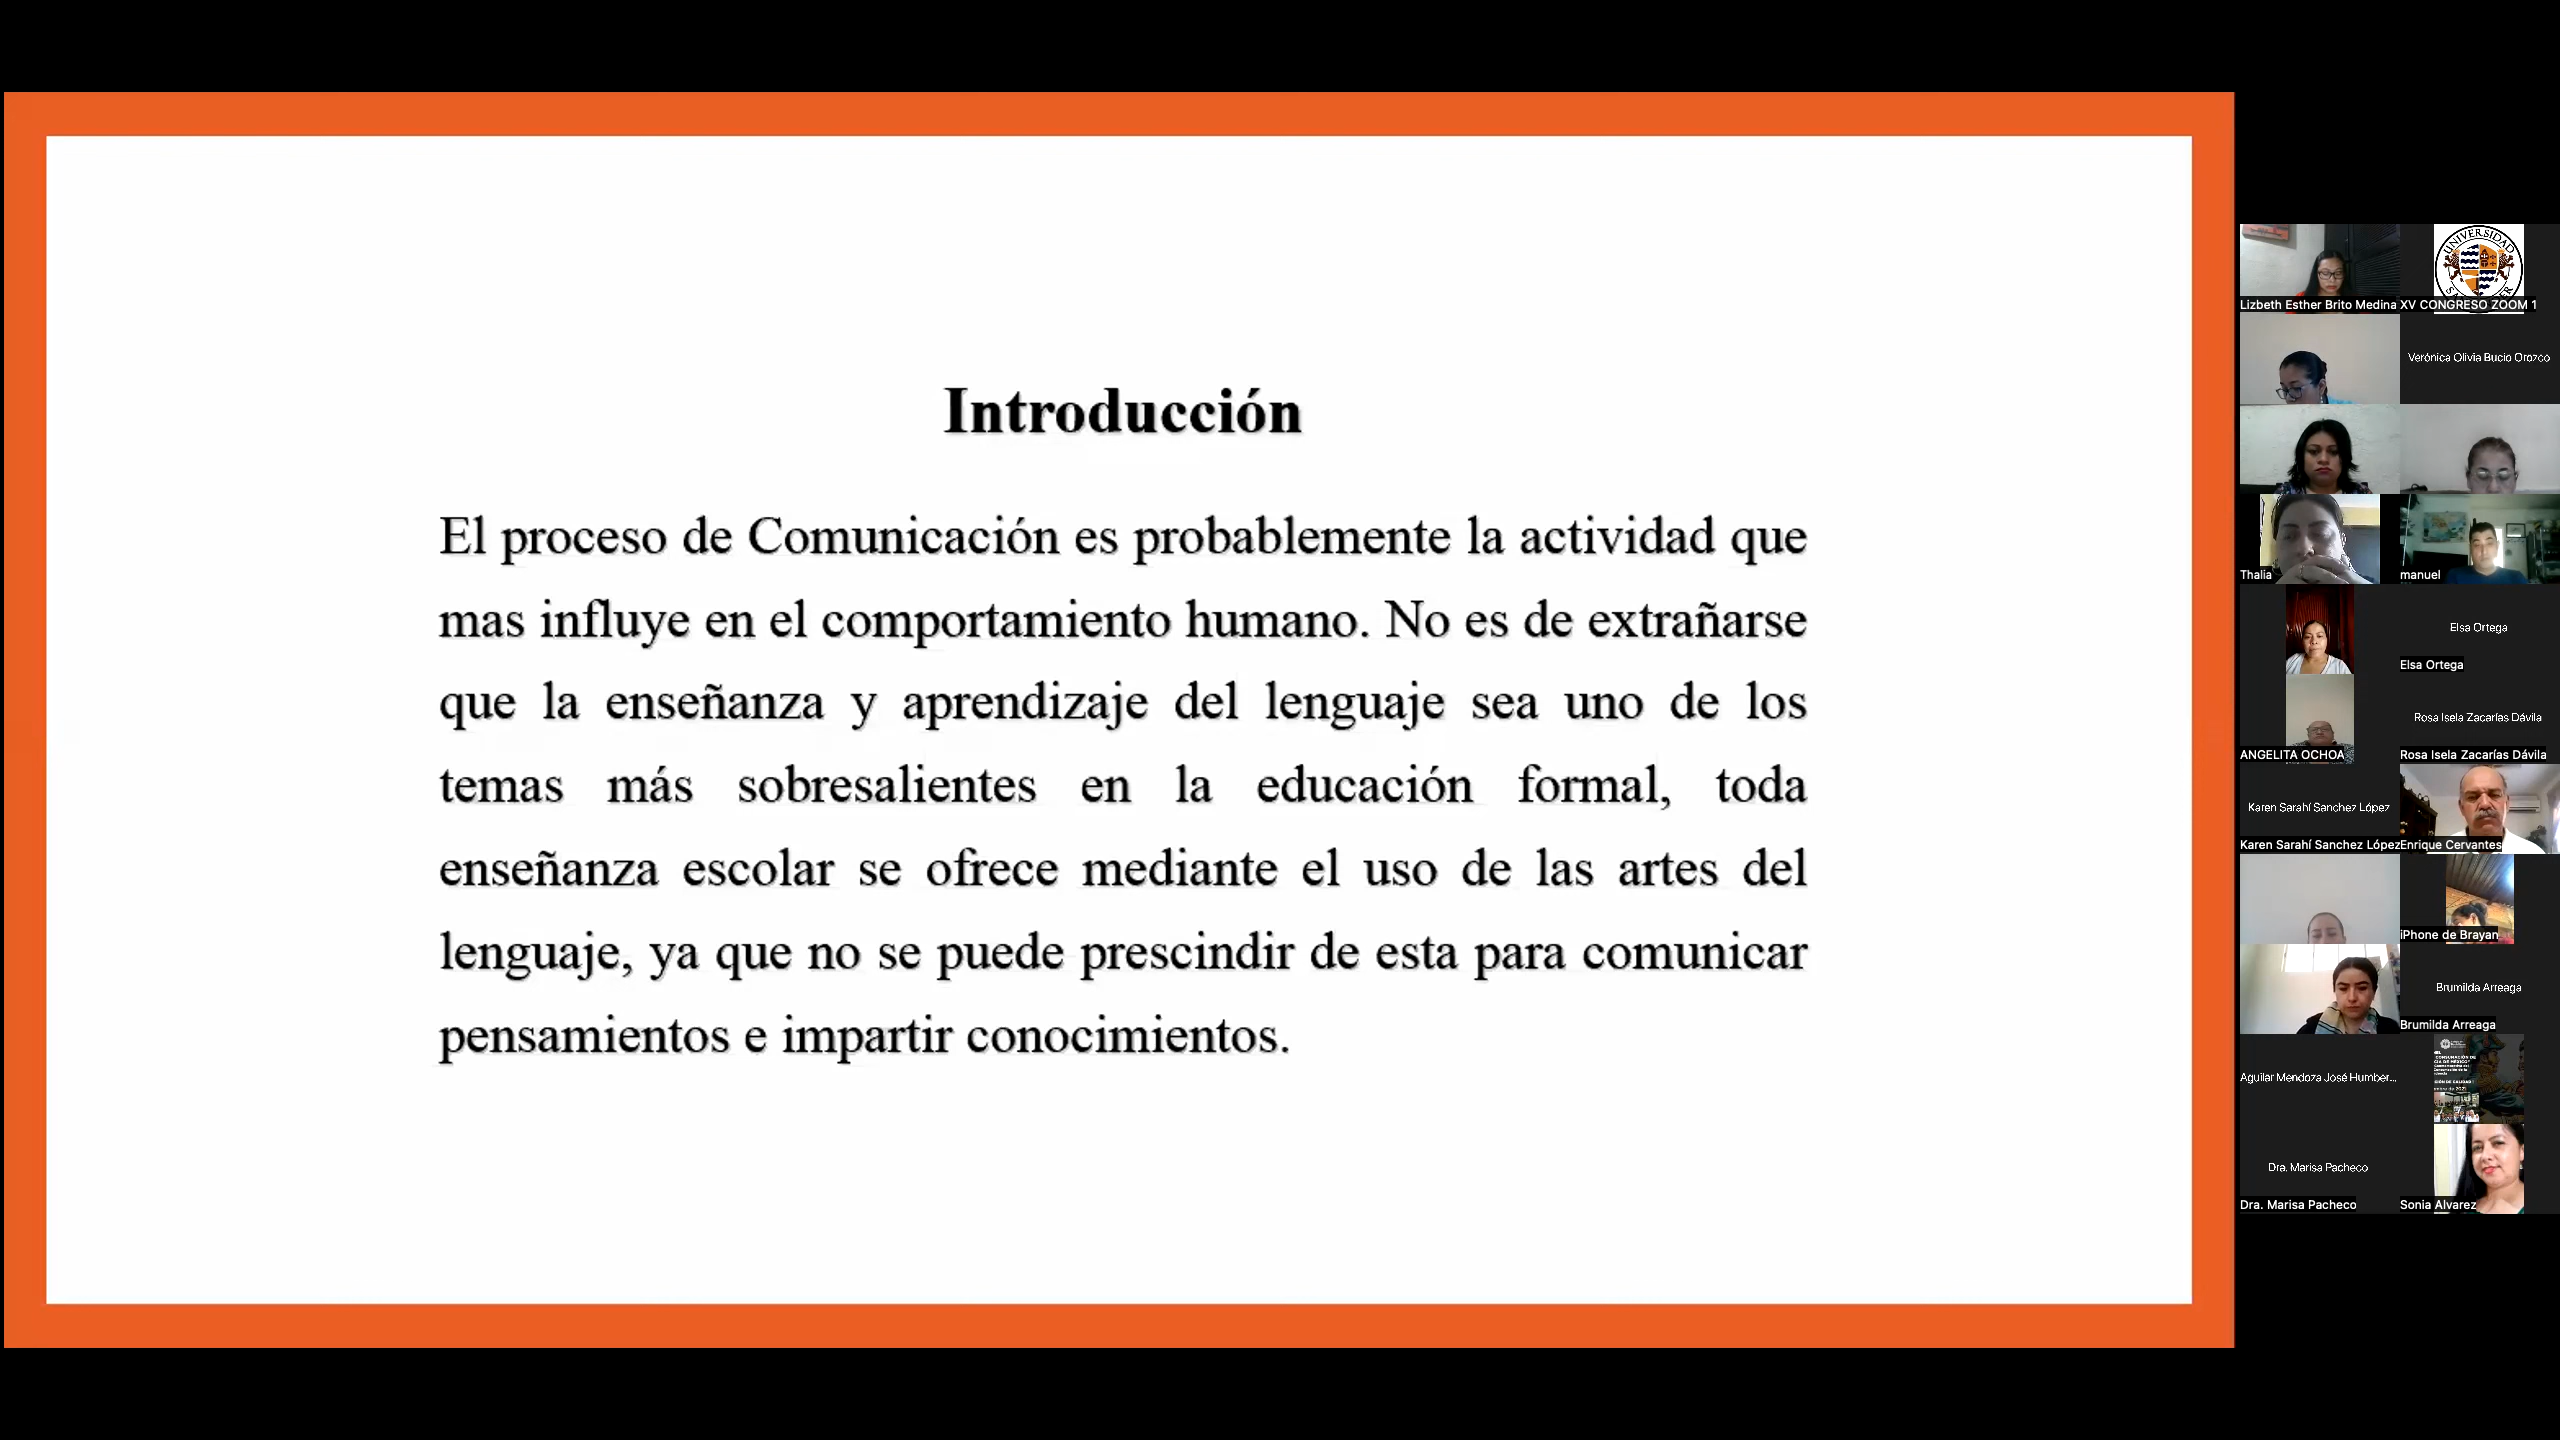 Introducción
El proceso de Comunicación es probablemente la actividad que
mas influye en el comportamiento humano. No es de extrañarse
que la enseñanza y aprendizaje del lenguaje sea uno de los
temas más sobresalientes en la educación formal, toda
enseñanza escolar se ofrece mediante el uso de las artes del
lenguaje, ya que no se puede prescindir de esta para comunicar
pensamientos e impartir conocimientos.
UNIVERSIDAD
Lizbeth Esther Brito Medina
XV CONGRESO ZOOM 1
Verónica Olivia Bucio Orozco
Thalia
manuel
Elsa Ortega
Elsa Ortega
ANGELITA OCHOA
Rosa Isela Zacarías Dávila
Rosa Isela Zacarías Dávila
Karen Sarahí Sanchez López
Karen Sarahí Sanchez López
Enrique Cervantes
iPhone de Brayan
Brumilda Arreaga
Brumilda Arreaga
Aguilar Mendoza José Humber...
Dra. Marisa Pacheco
Dra. Marisa Pacheco
Sonia Alvarez